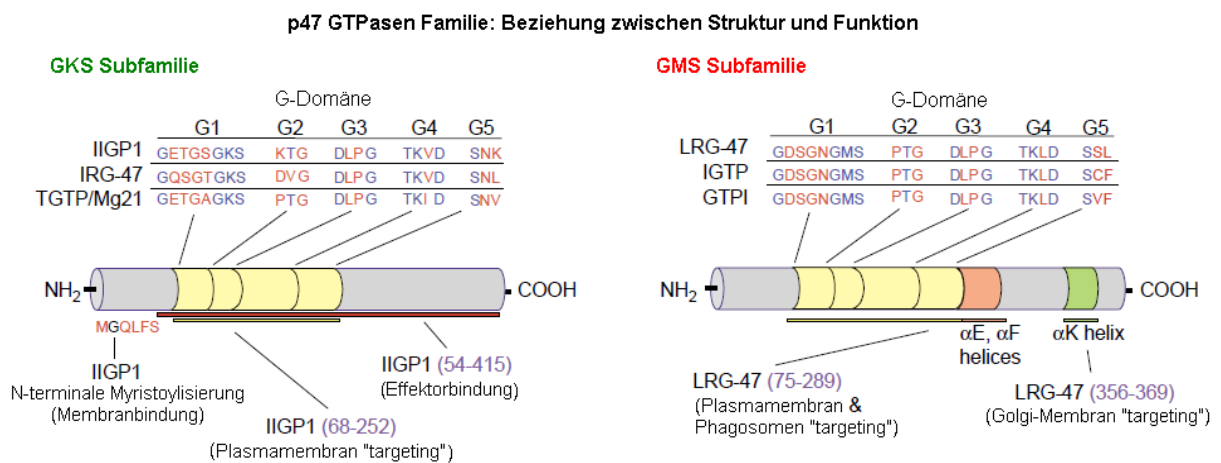 p47 GTPasen Familie: Beziehung zwischen Struktur und Funktion
GKS Subfamilie
G-Domäne
G1 G2 G3 G4 G5
IIGP1 GETGSGKS KTG DLPG TKVD SNK
IRG-47 GQSGTGKS DVG DLPG TKVD SNL
TGTP/Mg21 GETGAGKS PTG DLPG TKID SNV
NH2 COOH
MGQLFS
IIGP1
N-terminale Myristoylisierung
(Membranbindung)
IIGP1 (68-252)
(Plasmamembran "targeting")
IIGP1 (54-415)
(Effektorbindung)
GMS Subfamilie
G-Domäne
G1 G2 G3 G4 G5
LRG-47 GDSGNGMS PTG DLPG TKLD SSL
IGTP GDSGNGMS PTG DLPG TKLD SCF
GTPI GDSGNGMS PTG DLPG TKLD SVF
NH2 COOH
αE, αF
helices
αK helix
LRG-47 (75-289)
(Plasmamembran &
Phagosomen "targeting")
LRG-47 (356-369)
(Golgi-Membran "targeting")